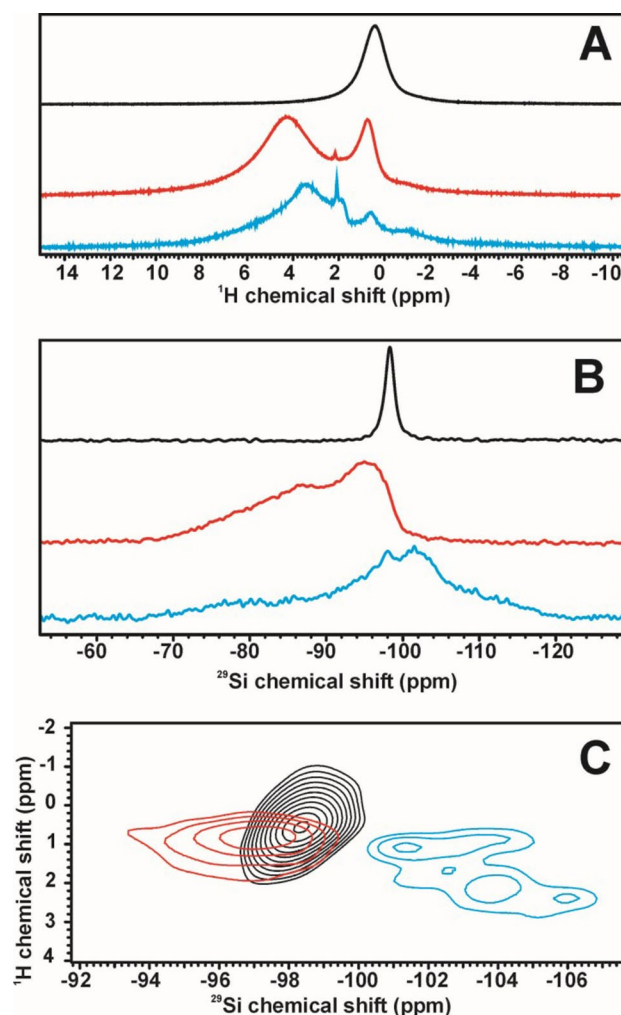 A
14 12 10 8 6 4 2 0 -2 -4 -6 -8 -10
¹H chemical shift (ppm)
B
-60 -70 -80 -90 -100 -110 -120
²⁹Si chemical shift (ppm)
C
-2
-1
0
1
2
3
4
¹H chemical shift (ppm)
-92 -94 -96 -98 -100 -102 -104 -106
²⁹Si chemical shift (ppm)